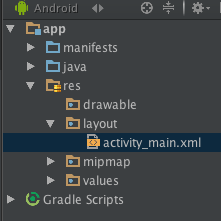 Android
app
manifests
java
res
drawable
layout
activity_main.xml
mipmap
values
Gradle Scripts